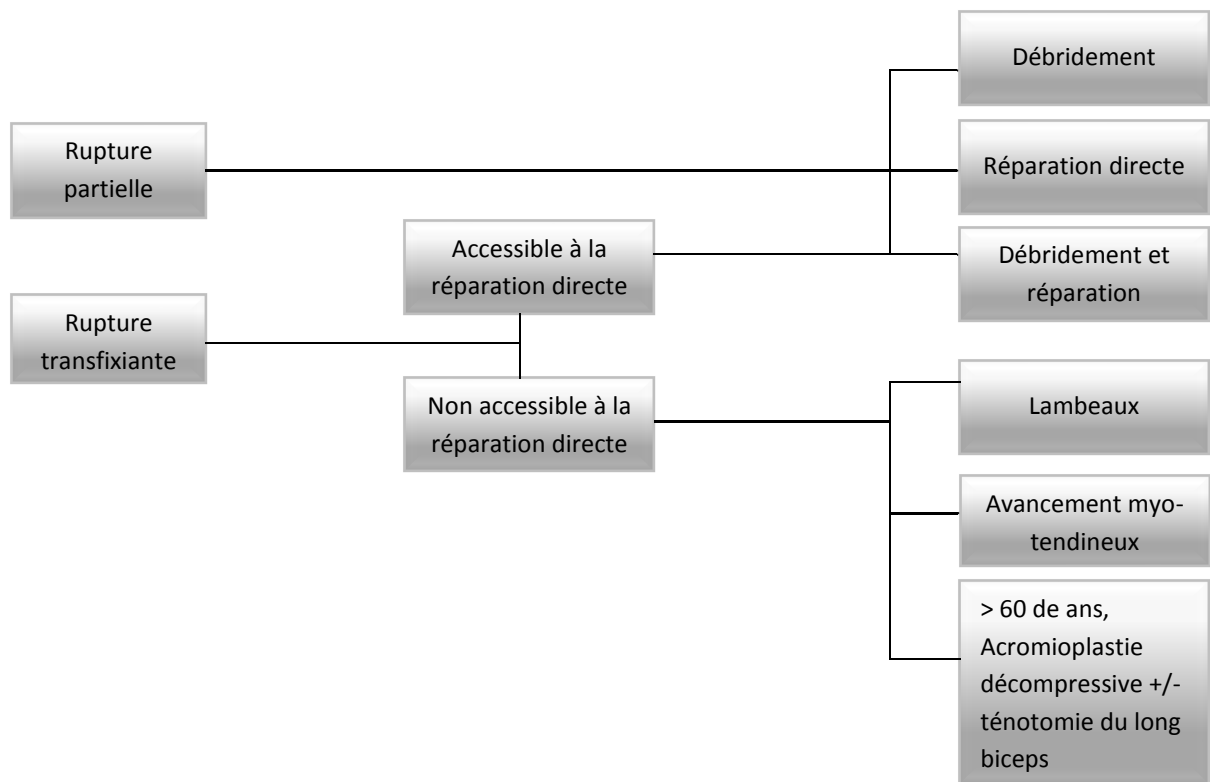 Débridement
Rupture
partielle
Réparation directe
Accessible à la
réparation directe
Débridement et
réparation
Rupture
transfixiante
Non accessible à la
réparation directe
Lambeaux
Avancement myo-
tendineux
> 60 de ans,
Acromioplastie
décompressive +/-
ténotomie du long
biceps